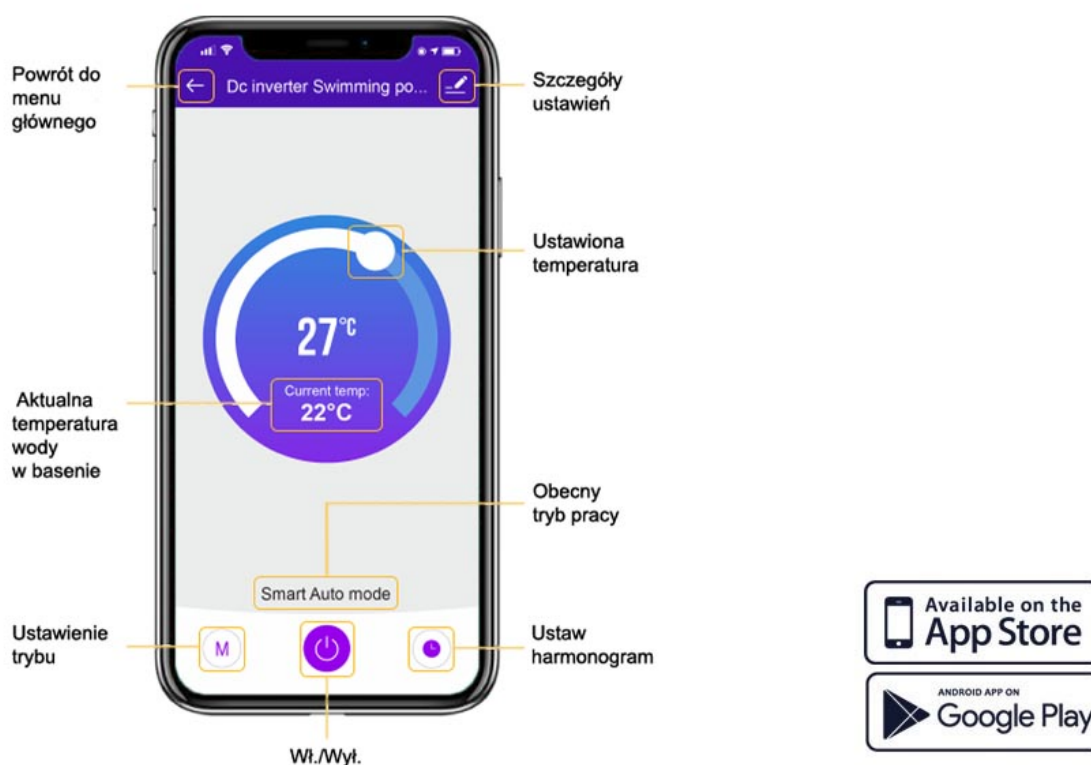 Powrót do
menu
głównego
Dc inverter Swimming po...
Szczegóły
ustawień
Ustawiona
temperatura
27°C
Current temp:
22°C
Aktualna
temperatura
wody
w basenie
Obecny
tryb pracy
Smart Auto mode
Ustawienie
trybu
M
Ustaw
harmonogram
Wł./Wył.
Available on the
App Store
ANDROID APP ON
Google Play